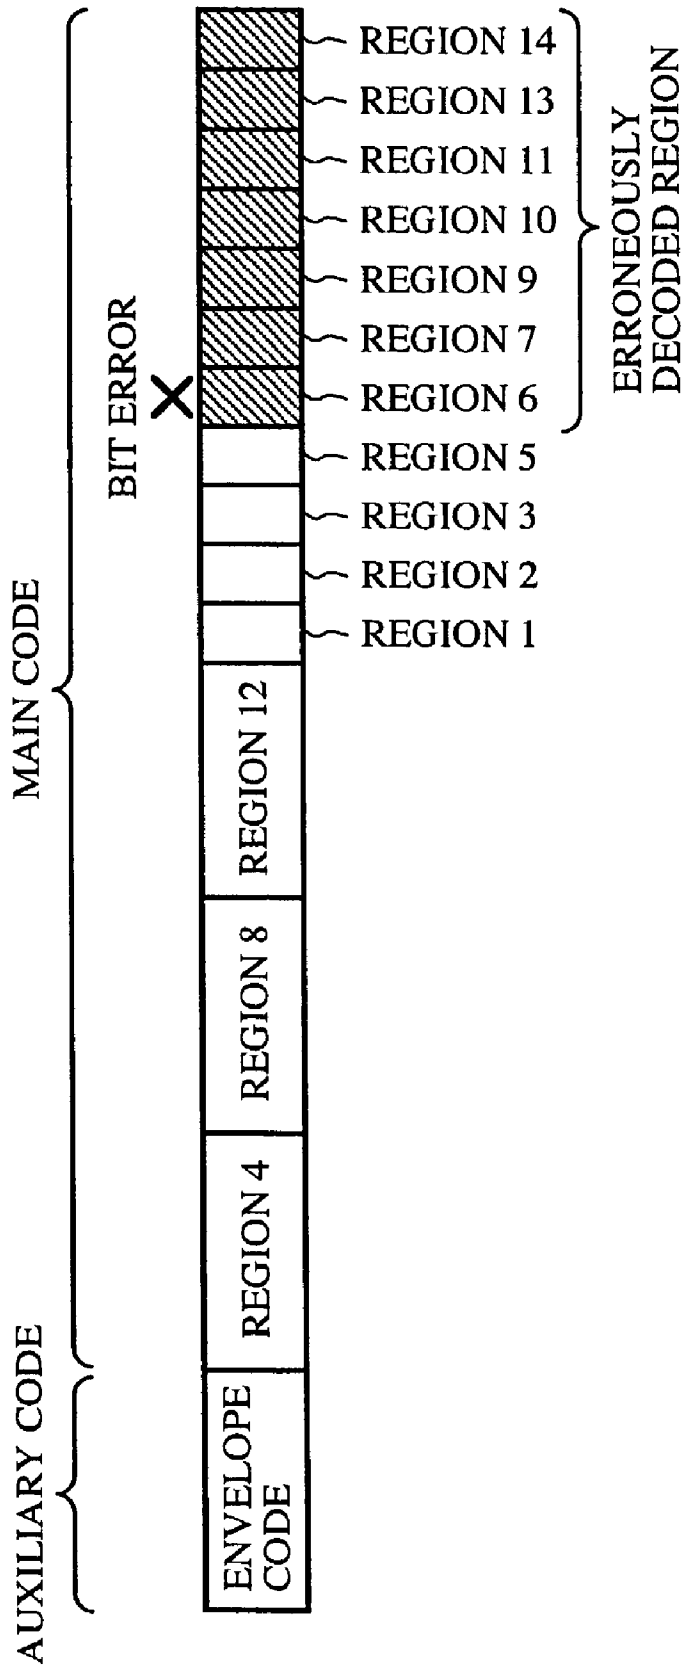 AUXILIARY CODE
MAIN CODE
BIT ERROR
ENVELOPE
CODE
REGION 4
REGION 8
REGION 12
REGION 1
REGION 2
REGION 3
REGION 5
REGION 6
REGION 7
REGION 9
REGION 10
REGION 11
REGION 13
REGION 14
ERRONEOUSLY
DECODED REGION